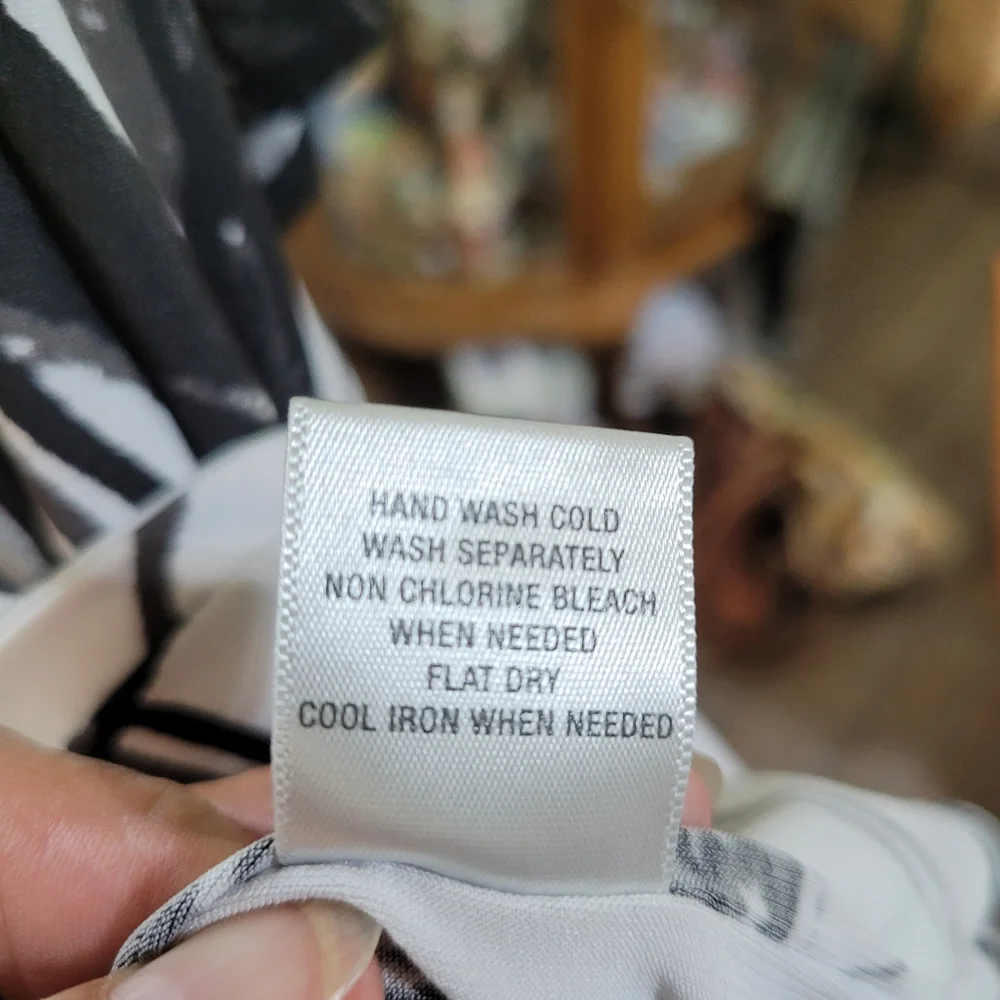 HAND WASH COLD
WASH SEPARATELY
NON CHLORINE BLEACH
WHEN NEEDED
FLAT DRY
COOL IRON WHEN NEEDED